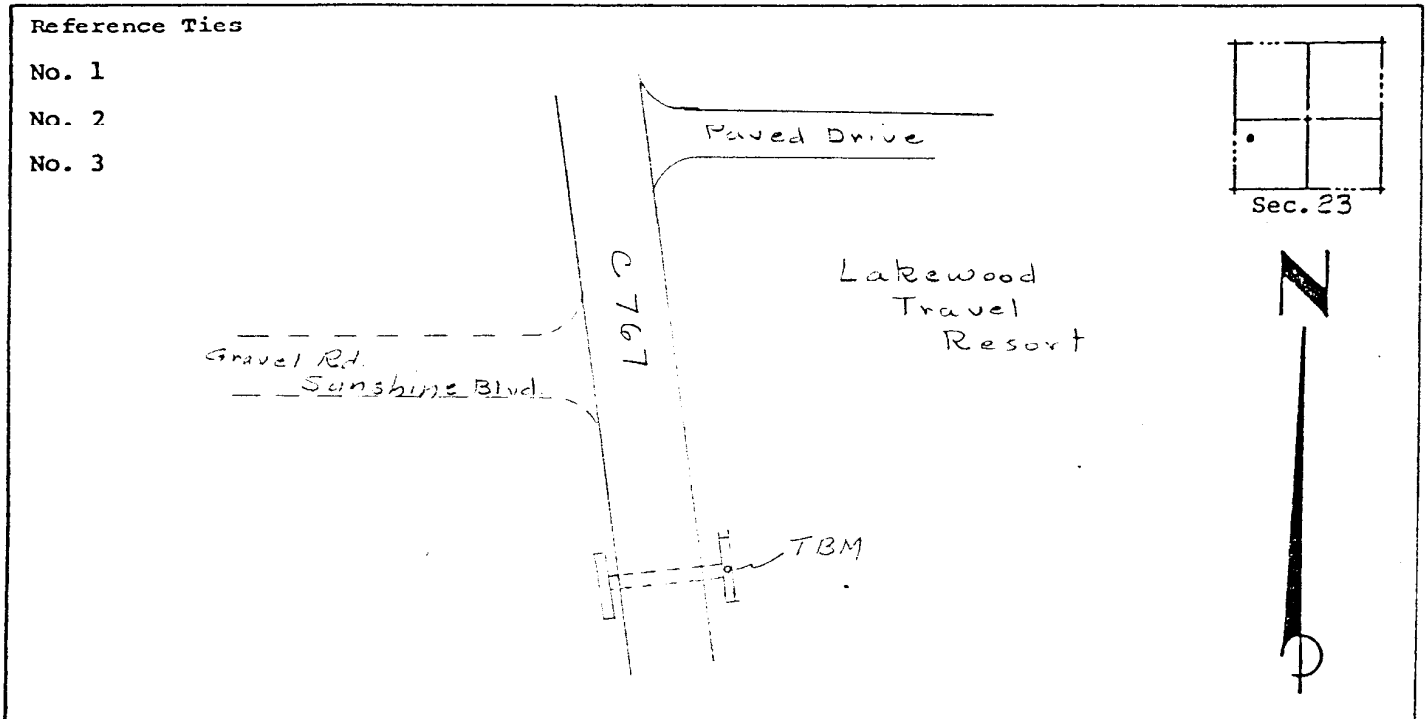 Reference Ties
No. 1
No. 2
No. 3
Paved Drive
Sec. 23
N
C 767
Lakewood
Travel
Resort
Gravel Rd.
Sunshine Blvd.
TBM